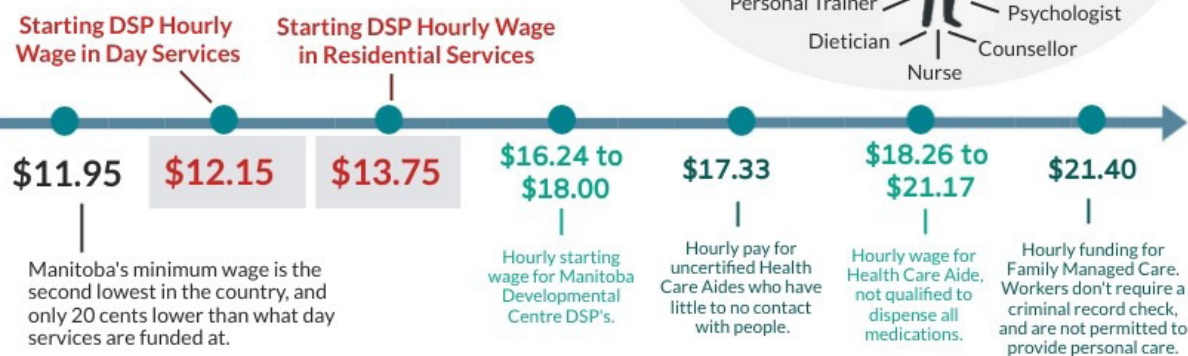 Personal Trainer
Psychologist
Dietician
Counsellor
Nurse
Starting DSP Hourly
Wage in Day Services
Starting DSP Hourly Wage
in Residential Services
$11.95
$12.15
$13.75
$16.24 to
$18.00
$17.33
$18.26 to
$21.17
$21.40
Manitoba's minimum wage is the
second lowest in the country, and
only 20 cents lower than what day
services are funded at.
Hourly starting
wage for Manitoba
Developmental
Centre DSP's.
Hourly pay for
uncertified Health
Care Aides who have
little to no contact
with people.
Hourly wage for
Health Care Aide,
not qualified to
dispense all
medications.
Hourly funding for
Family Managed Care.
Workers don't require a
criminal record check,
and are not permitted to
provide personal care.